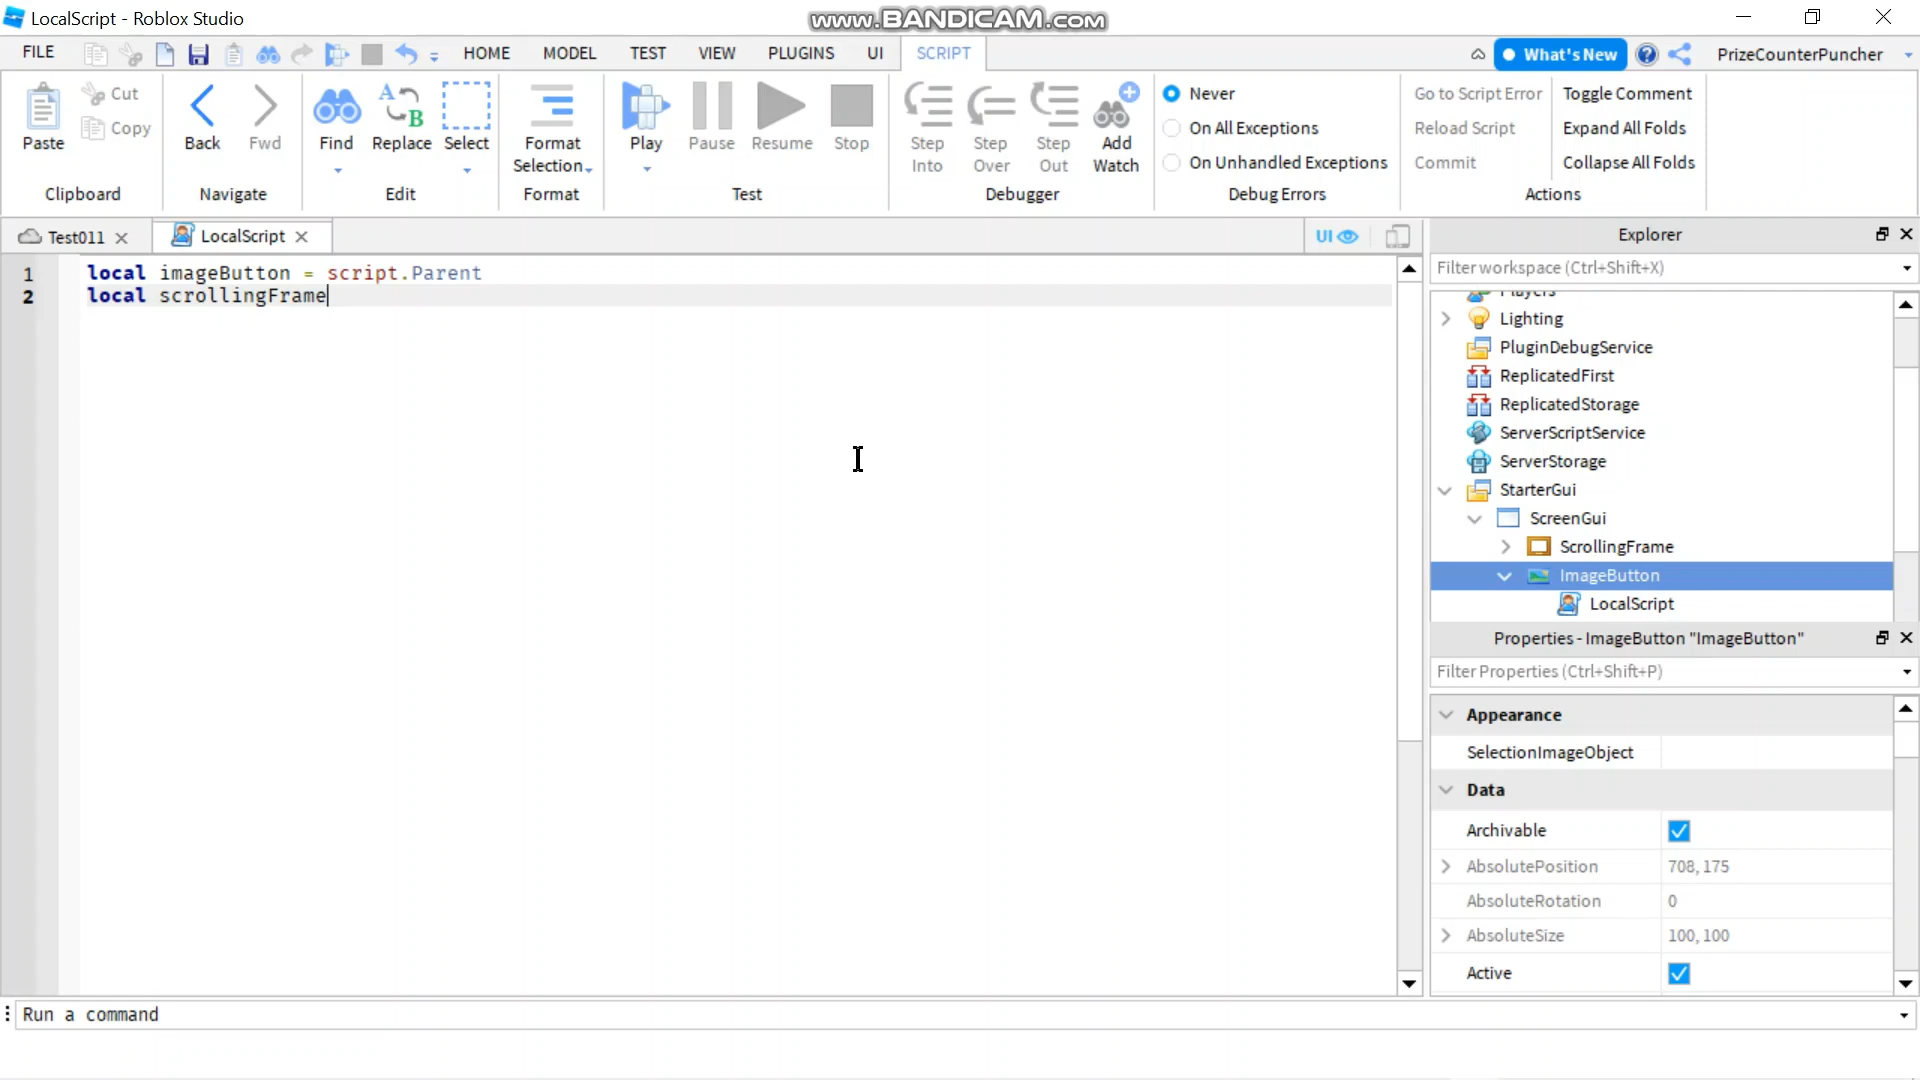 LocalScript - Roblox Studio
www.BANDICAM.com
FILE
HOME
MODEL
TEST
VIEW
PLUGINS
UI
SCRIPT
What's New
PrizeCounterPuncher
Paste
Cut
Copy
Clipboard
Back
Fwd
Navigate
Find
Replace
Select
Edit
Format
Selection
Format
Play
Pause
Resume
Stop
Test
Step
Into
Step
Over
Step
Out
Add
Watch
Debugger
Never
On All Exceptions
On Unhandled Exceptions
Debug Errors
Go to Script Error
Reload Script
Commit
Toggle Comment
Expand All Folds
Collapse All Folds
Actions
Test011
LocalScript
UI
1 local imageButton = script.Parent
2 local scrollingFrame
Explorer
Filter workspace (Ctrl+Shift+X)
Players
Lighting
PluginDebugService
ReplicatedFirst
ReplicatedStorage
ServerScriptService
ServerStorage
StarterGui
ScreenGui
ScrollingFrame
ImageButton
LocalScript
Properties - ImageButton "ImageButton"
Filter Properties (Ctrl+Shift+P)
Appearance
SelectionImageObject
Data
Archivable
AbsolutePosition 708, 175
AbsoluteRotation 0
AbsoluteSize 100, 100
Active
Run a command